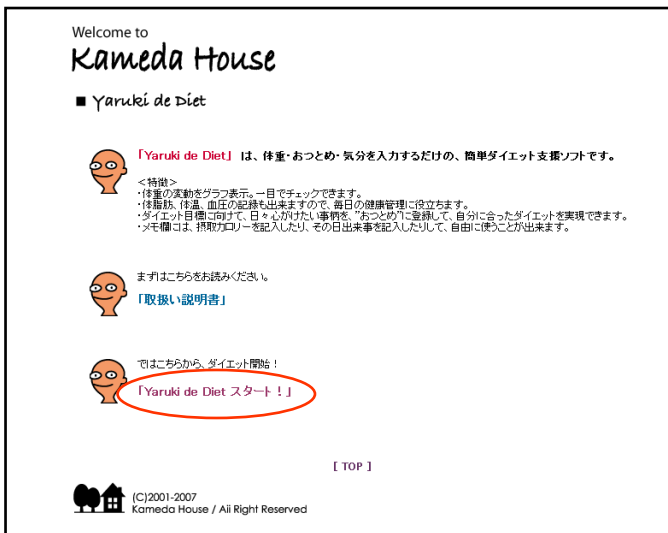 Welcome to
Kameda House
■ Yaruki de Diet
「Yaruki de Diet」 は、体重・おつとめ・気分を入力するだけの、簡単ダイエット支援ソフトです。
＜特徴＞
・体重の変動をグラフ表示。一目でチェックできます。
・体脂肪、体温、血圧の記録も出来ますので、毎日の健康管理に役立ちます。
・ダイエット目標に向けて、日々心がけたい事柄を、”おつとめ”に登録して、自分に合ったダイエットを実現できます。
・メモ欄には、摂取カロリーを記入したり、その日出来事を記入したりして、自由に使うことが出来ます。
まずはこちらをお読みください。
「取扱い説明書」
ではこちらから、ダイエット開始！
「Yaruki de Diet スタート！」
[ TOP ]
(C)2001-2007
Kameda House / Aii Right Reserved